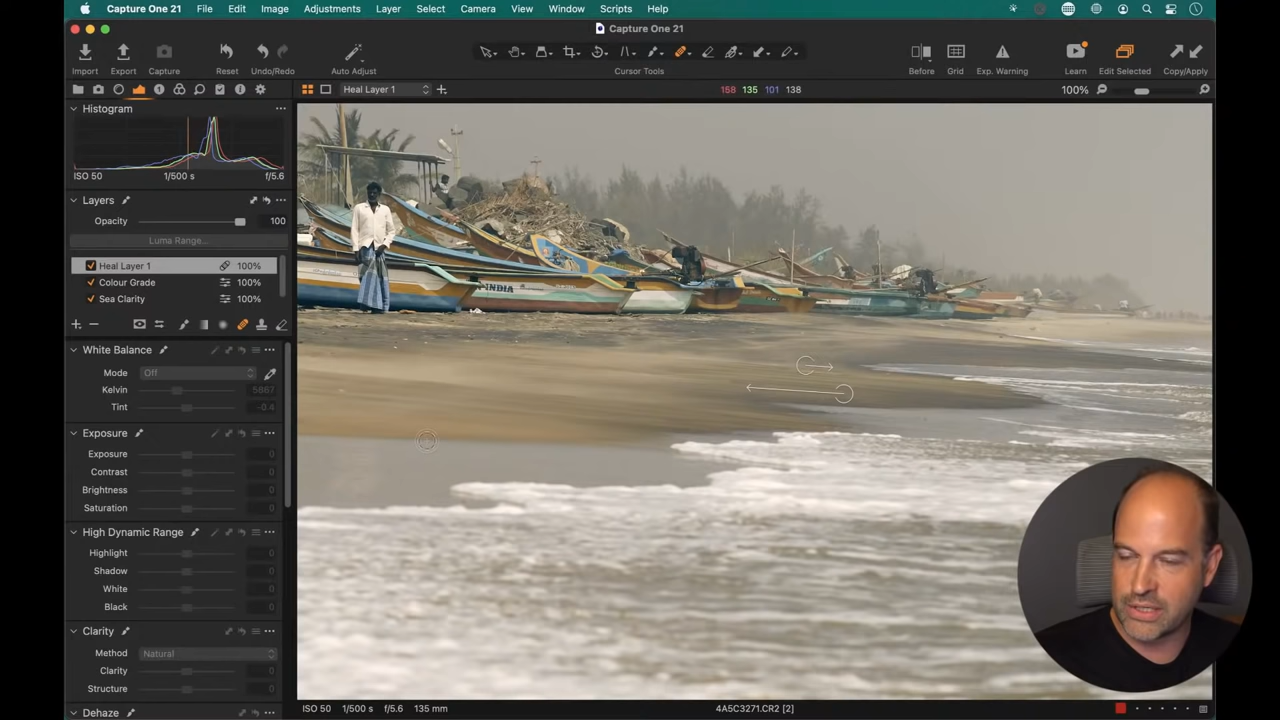 Capture One 21 File Edit Image Adjustments Layer Select Camera View Window Scripts Help
Capture One 21
Import Export Capture Reset Undo/Redo Auto Adjust Cursor Tools Before Grid Exp. Warning Learn Edit Selected Copy/Apply
Heal Layer 1 158 135 101 138 100%
Histogram
ISO 50 1/500 s f/5.6
Layers
Opacity 100
Luma Range...
Heal Layer 1 100%
Colour Grade 100%
Sea Clarity 100%
White Balance
Mode Off
Kelvin 5667
Tint -0.4
Exposure
Exposure 0
Contrast 0
Brightness 0
Saturation 0
High Dynamic Range
Highlight 0
Shadow 0
White 0
Black 0
Clarity
Method Natural
Clarity 0
Structure 0
Dehaze
INDIA
ISO 50 1/500 s f/5.6 135 mm 4A5C3271.CR2 [2]